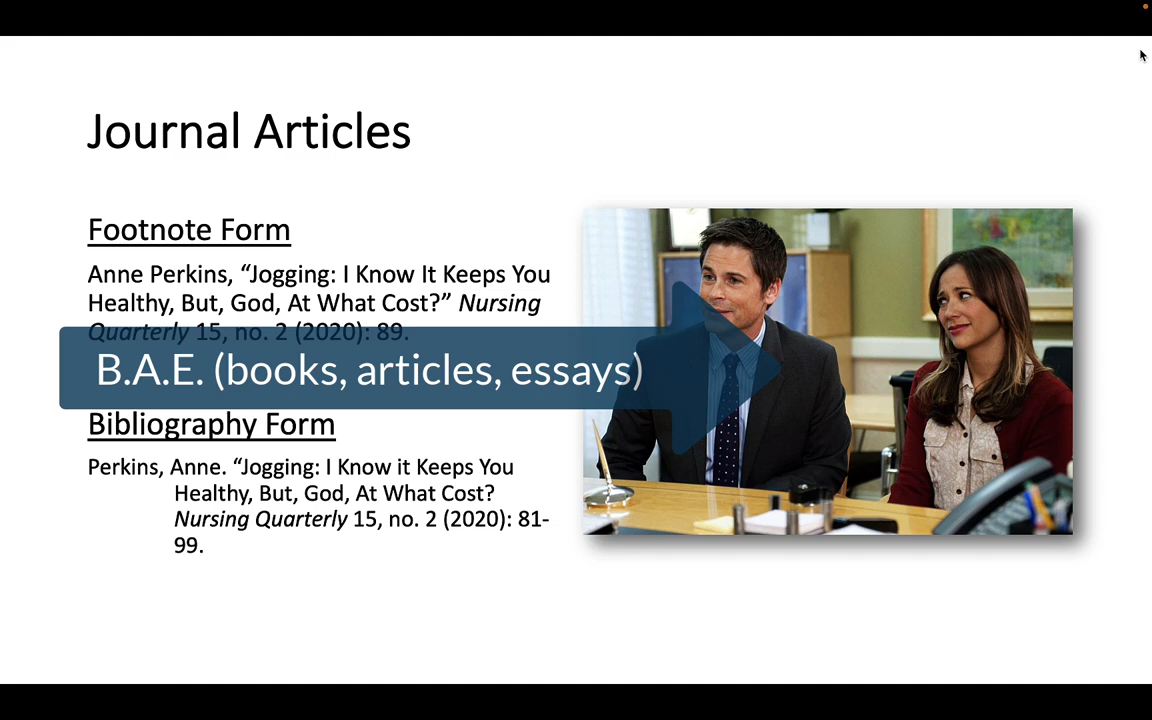 Journal Articles
Footnote Form
Anne Perkins, “Jogging: I Know It Keeps You
Healthy, But, God, At What Cost?” Nursing
Quarterly 15, no. 2 (2020): 89.
B.A.E. (books, articles, essays)
Bibliography Form
Perkins, Anne. “Jogging: I Know it Keeps You
Healthy, But, God, At What Cost?
Nursing Quarterly 15, no. 2 (2020): 81-
99.